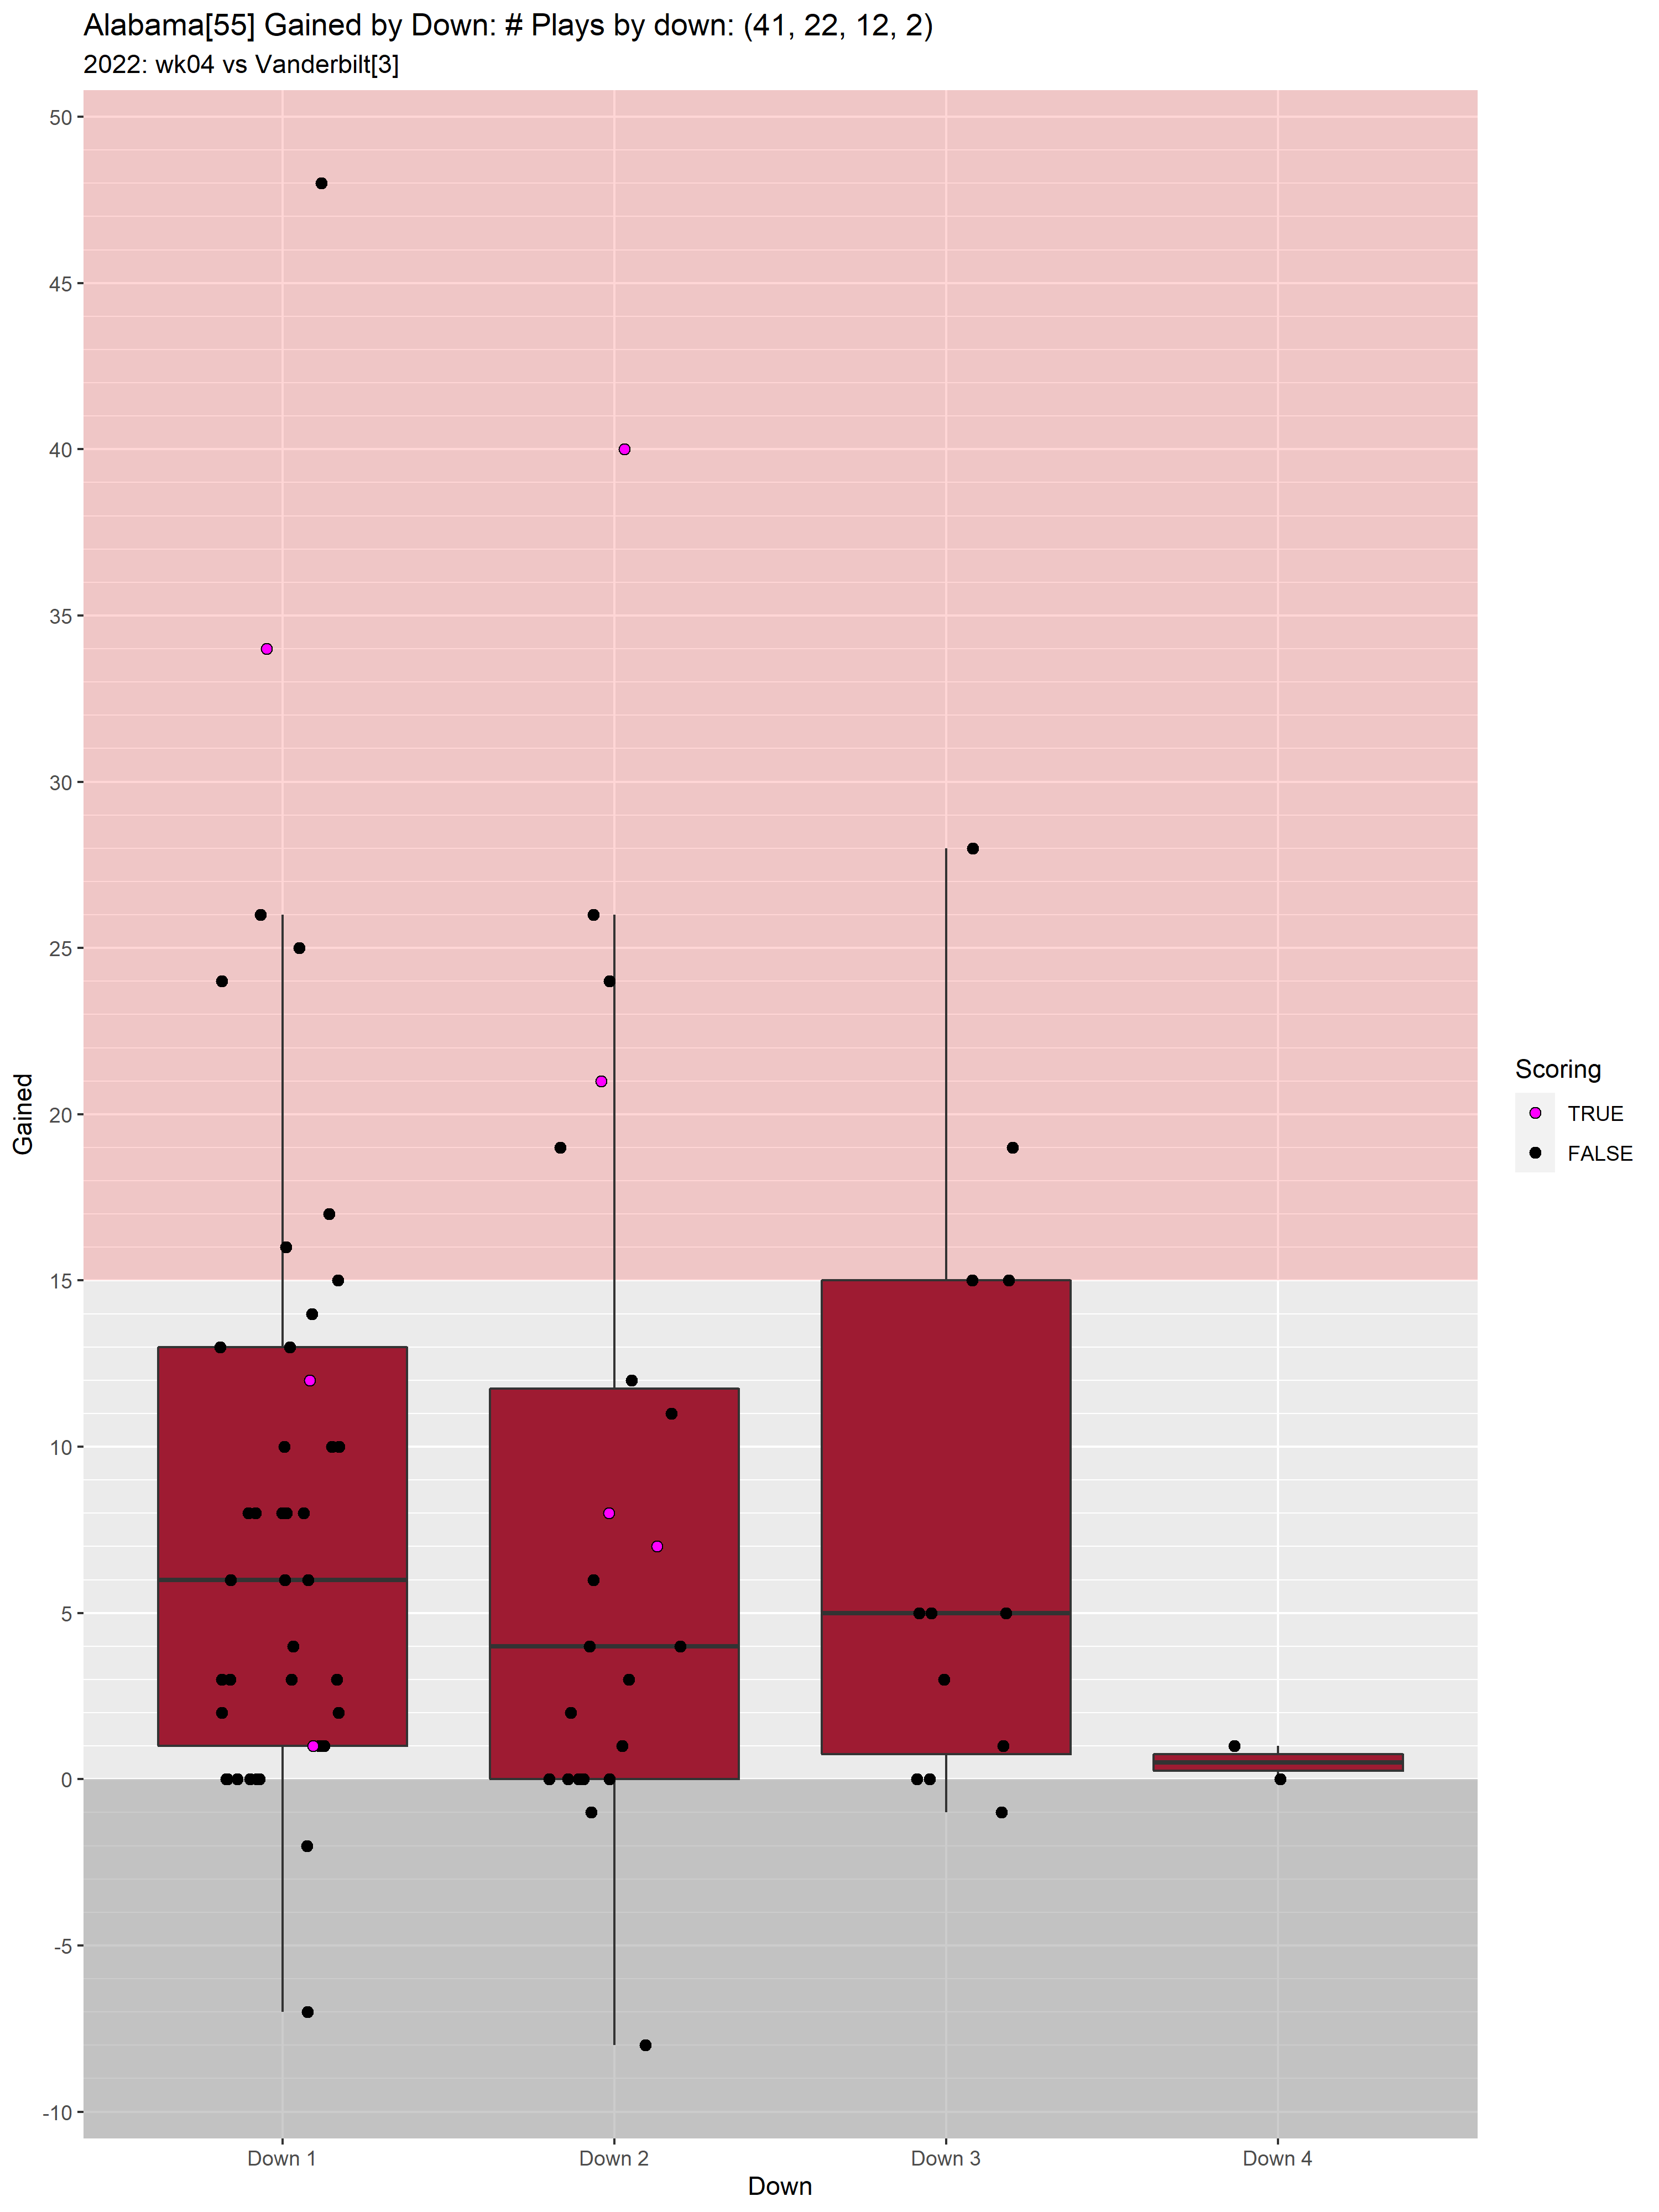 Alabama[55] Gained by Down: # Plays by down: (41, 22, 12, 2)
2022: wk04 vs Vanderbilt[3]
50
45
40
35
30
25
20
15
10
5
0
-5
-10
Gained
Down 1
Down 2
Down 3
Down 4
Down
Scoring
TRUE
FALSE